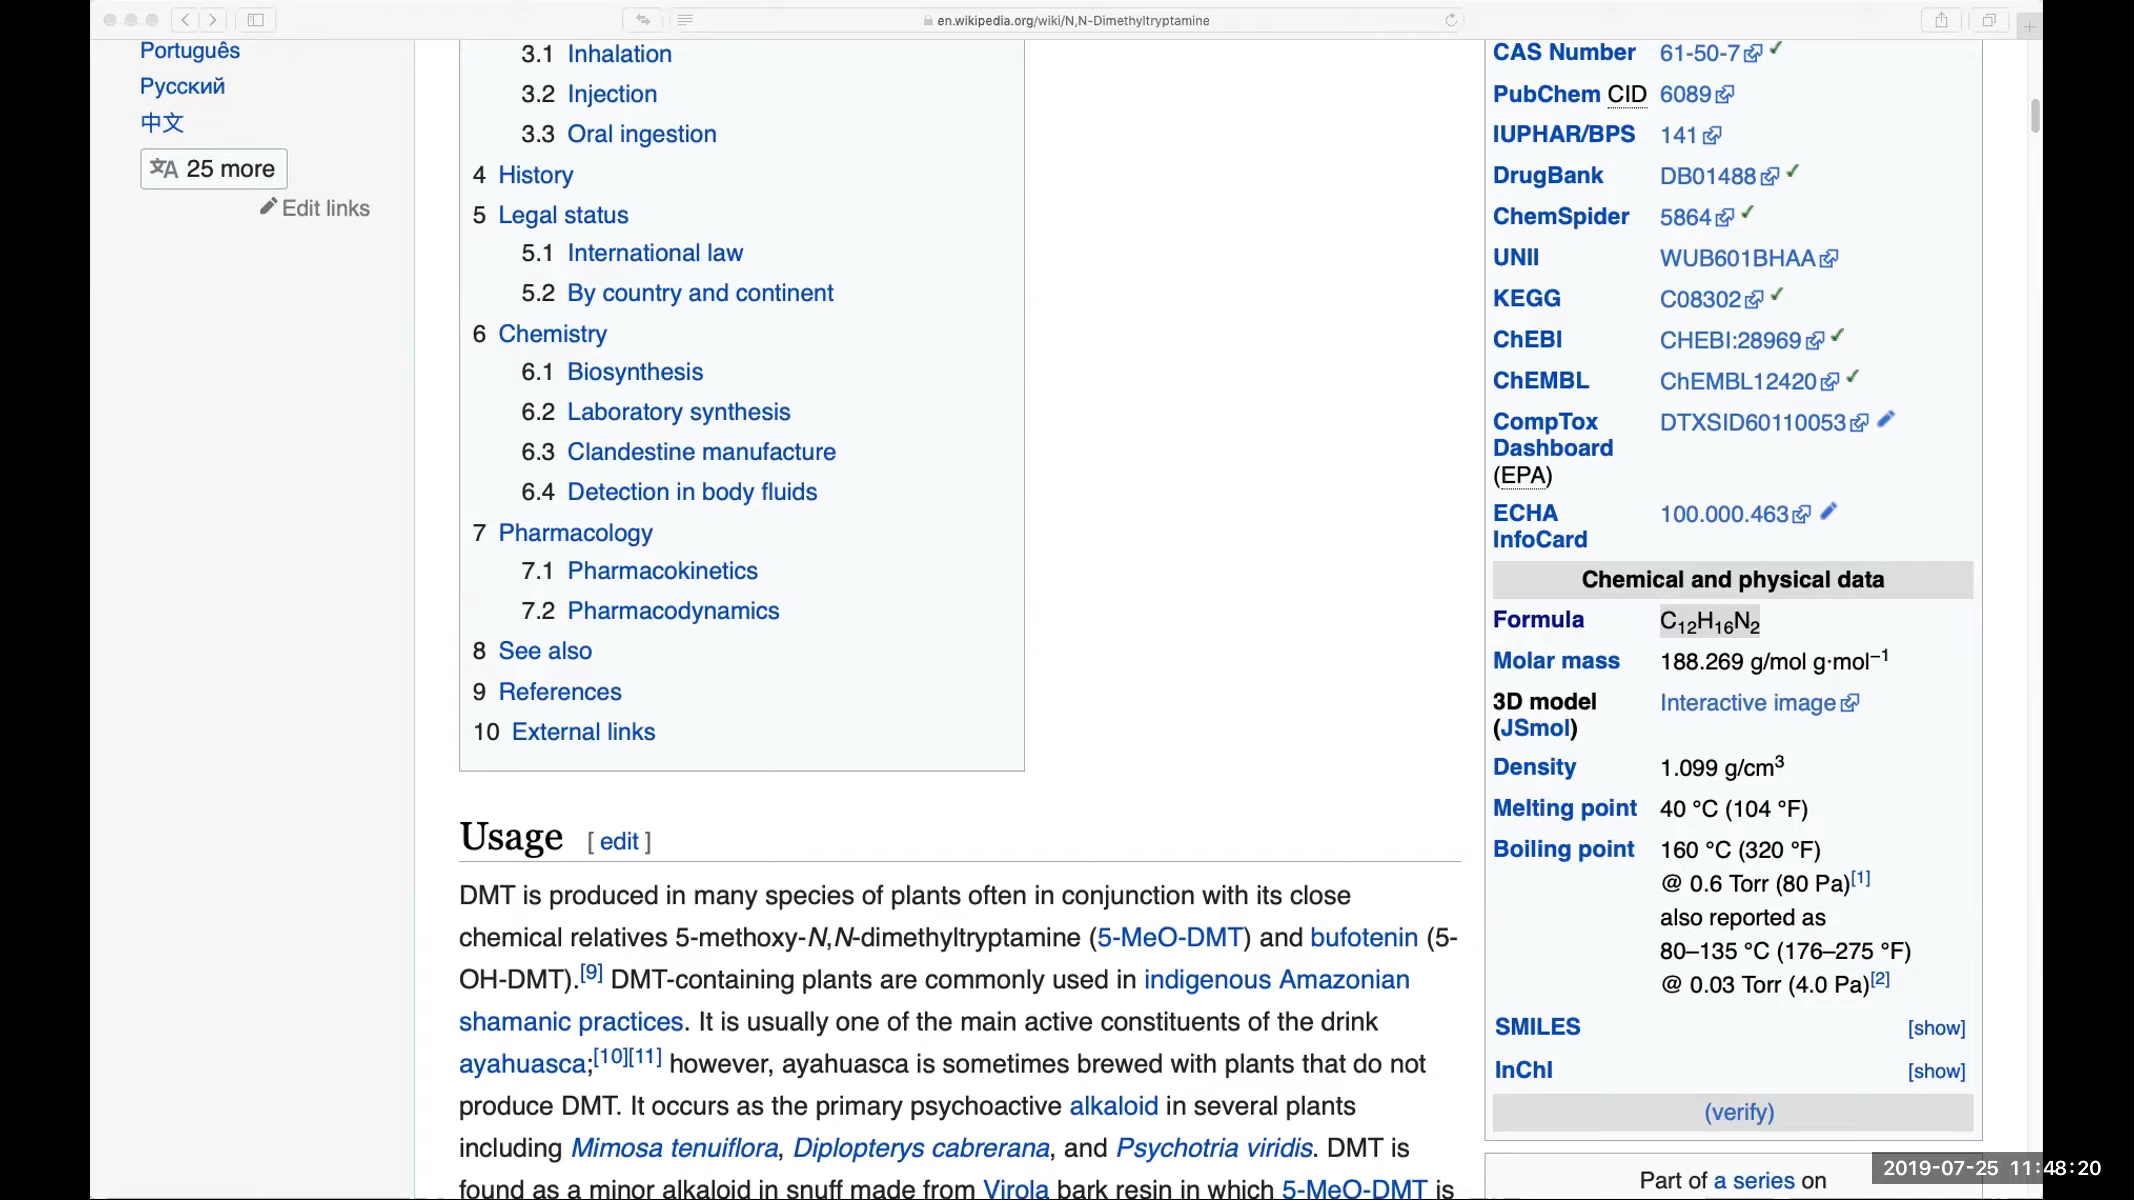 en.wikipedia.org/wiki/N,N-Dimethyltryptamine
Português
Русский
中文
文A 25 more
Edit links
3.1 Inhalation
3.2 Injection
3.3 Oral ingestion
4 History
5 Legal status
5.1 International law
5.2 By country and continent
6 Chemistry
6.1 Biosynthesis
6.2 Laboratory synthesis
6.3 Clandestine manufacture
6.4 Detection in body fluids
7 Pharmacology
7.1 Pharmacokinetics
7.2 Pharmacodynamics
8 See also
9 References
10 External links
Usage [ edit ]
DMT is produced in many species of plants often in conjunction with its close
chemical relatives 5-methoxy-N,N-dimethyltryptamine (5-MeO-DMT) and bufotenin (5-
OH-DMT).[9] DMT-containing plants are commonly used in indigenous Amazonian
shamanic practices. It is usually one of the main active constituents of the drink
ayahuasca;[10][11] however, ayahuasca is sometimes brewed with plants that do not
produce DMT. It occurs as the primary psychoactive alkaloid in several plants
including Mimosa tenuiflora, Diplopterys cabrerana, and Psychotria viridis. DMT is
found as a minor alkaloid in snuff made from Virola bark resin in which 5-MeO-DMT is
CAS Number 61-50-7 ✓
PubChem CID 6089
IUPHAR/BPS 141
DrugBank DB01488 ✓
ChemSpider 5864 ✓
UNII WUB601BHAA
KEGG C08302 ✓
ChEBI CHEBI:28969 ✓
ChEMBL ChEMBL12420 ✓
CompTox DTXSID60110053
Dashboard
(EPA)
ECHA 100.000.463
InfoCard
Chemical and physical data
Formula C₁₂H₁₆N₂
Molar mass 188.269 g/mol g·mol⁻¹
3D model Interactive image
(JSmol)
Density 1.099 g/cm³
Melting point 40 °C (104 °F)
Boiling point 160 °C (320 °F)
@ 0.6 Torr (80 Pa)[1]
also reported as
80–135 °C (176–275 °F)
@ 0.03 Torr (4.0 Pa)[2]
SMILES [show]
InChI [show]
(verify)
Part of a series on
2019-07-25 11:48:20